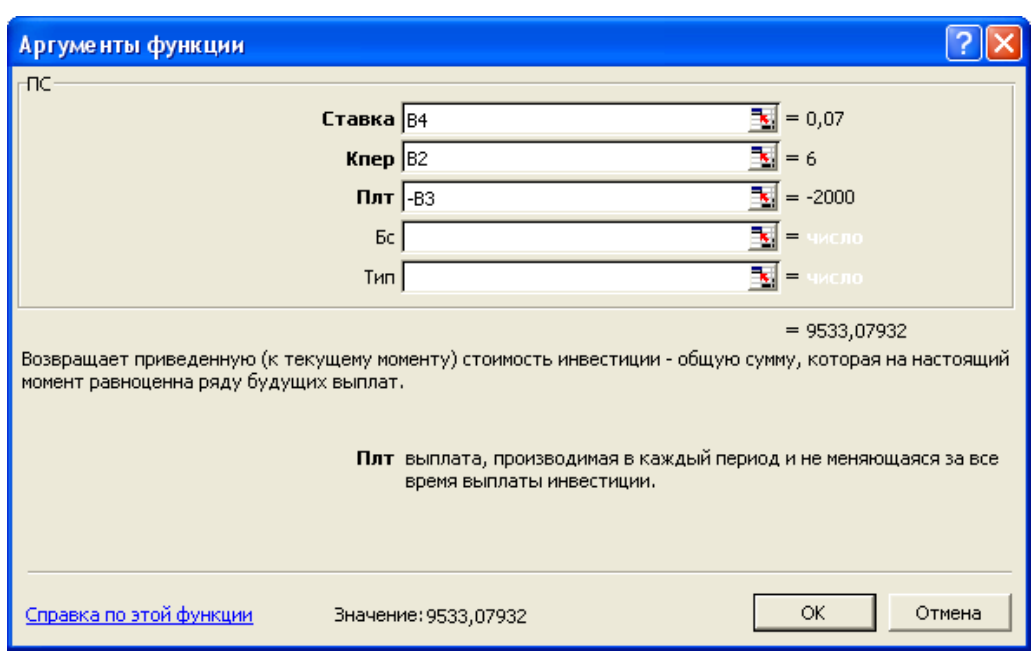 Аргументы функции
ПС
Ставка B4 = 0,07
Кпер B2 = 6
Плт -B3 = -2000
Бс = число
Тип = число
= 9533,07932
Возвращает приведенную (к текущему моменту) стоимость инвестиции - общую сумму, которая на настоящий
момент равноценна ряду будущих выплат.
Плт выплата, производимая в каждый период и не меняющаяся за все
время выплаты инвестиции.
Справка по этой функции Значение: 9533,07932 OK Отмена